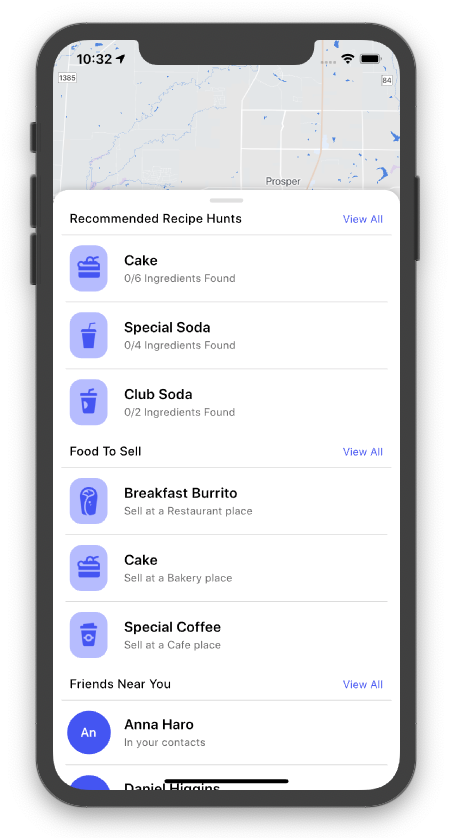 10:32
1385
84
Prosper
Recommended Recipe Hunts View All
Cake
0/6 Ingredients Found
Special Soda
0/4 Ingredients Found
Club Soda
0/2 Ingredients Found
Food To Sell View All
Breakfast Burrito
Sell at a Restaurant place
Cake
Sell at a Bakery place
Special Coffee
Sell at a Cafe place
Friends Near You View All
An
Anna Haro
In your contacts
Daniel Higgins